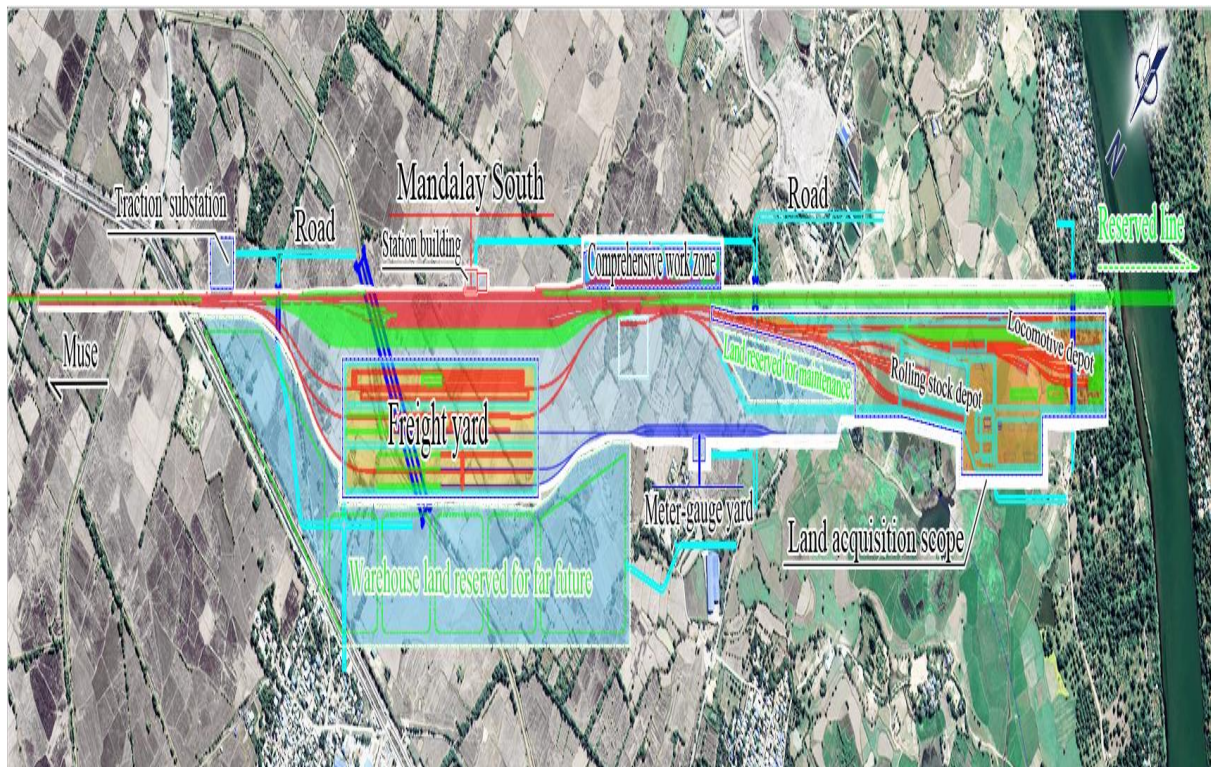 N
Mandalay South
Traction substation
Road
Road
Station building
Reserved line
Comprehensive work zone
Muse
Locomotive depot
Land reserved for maintenance
Rolling stock depot
Freight yard
Meter-gauge yard
Land acquisition scope
Warehouse land reserved for far future